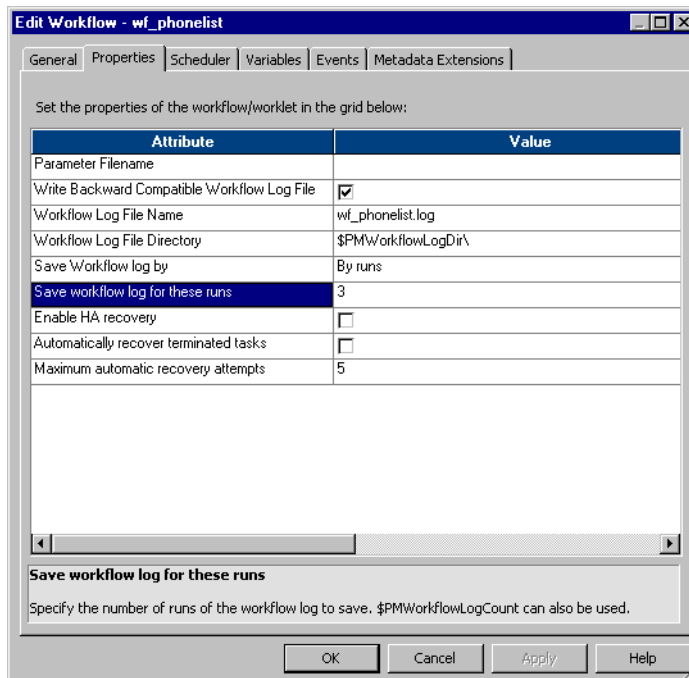 Edit Workflow - wf_phonelist
General Properties Scheduler Variables Events Metadata Extensions
Set the properties of the workflow/worklet in the grid below:
Attribute Value
Parameter Filename
Write Backward Compatible Workflow Log File
Workflow Log File Name wf_phonelist.log
Workflow Log File Directory $PMWorkflowLogDir\
Save Workflow log by By runs
Save workflow log for these runs 3
Enable HA recovery
Automatically recover terminated tasks
Maximum automatic recovery attempts 5
Save workflow log for these runs
Specify the number of runs of the workflow log to save. $PMWorkflowLogCount can also be used.
OK Cancel Apply Help